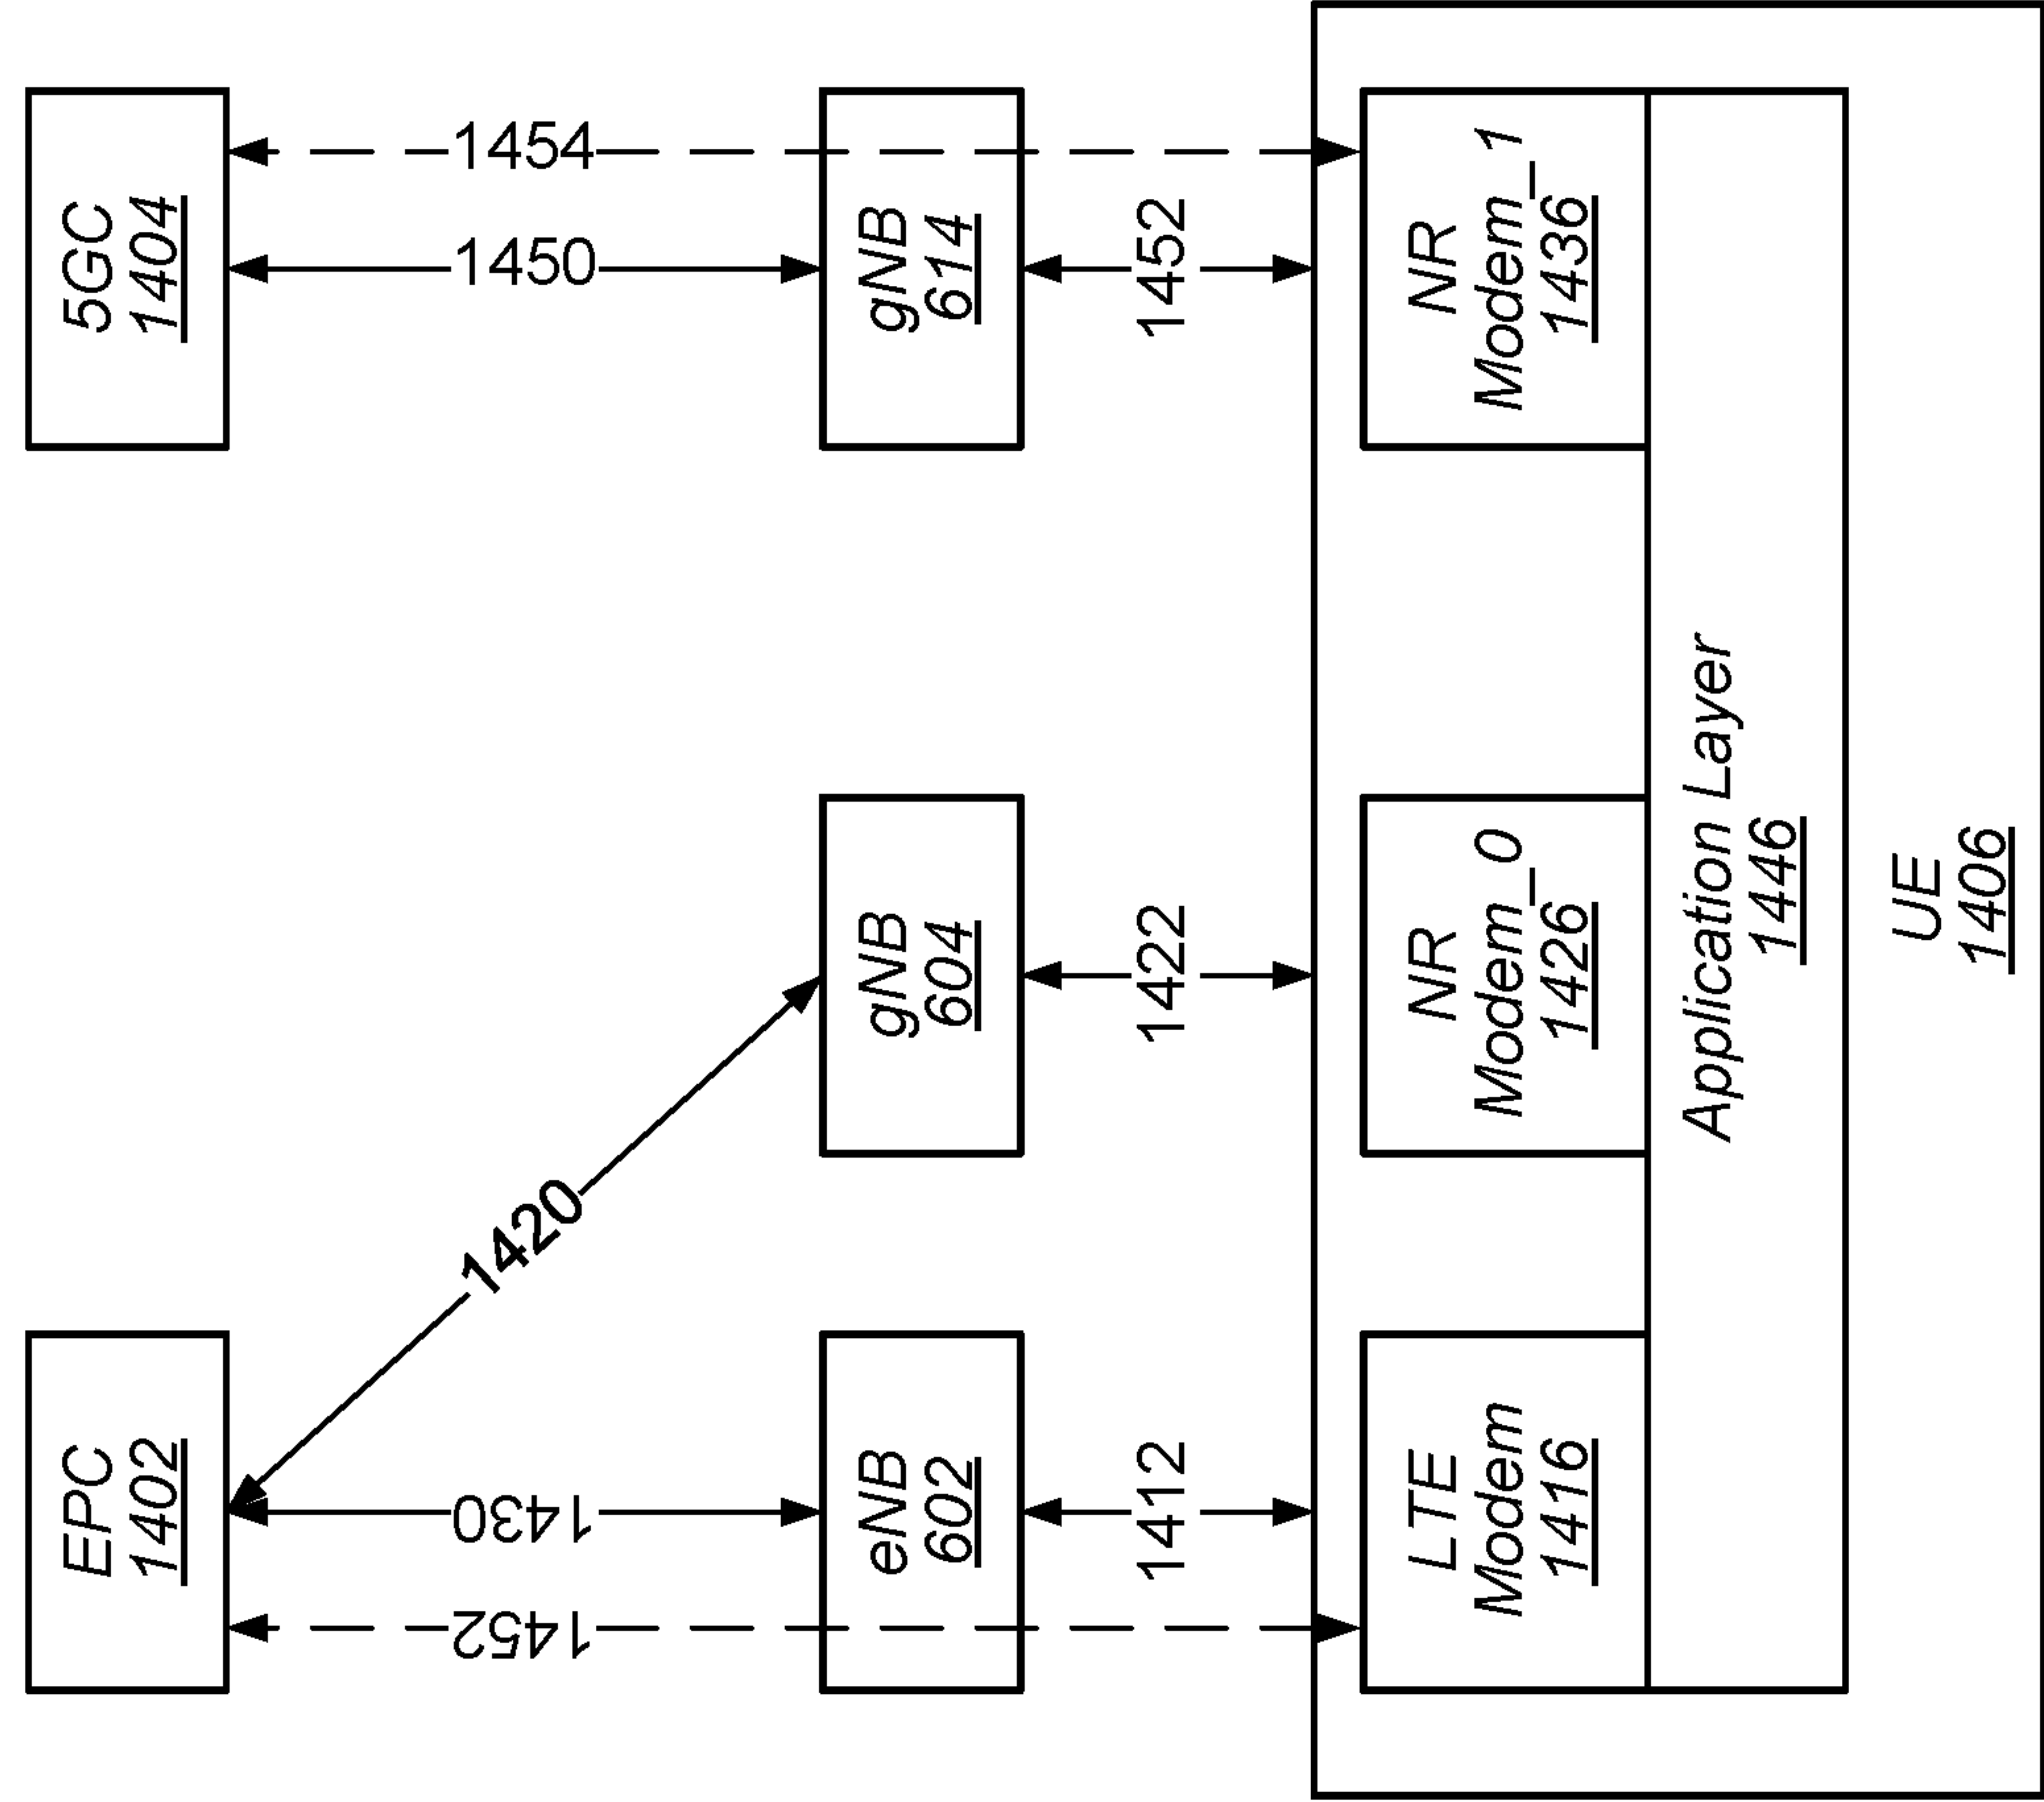 EPC
1402
5GC
1404
1452
1430
1420
1450
1454
eNB
602
gNB
604
gNB
614
1412
1422
1452
LTE
Modem
1416
NR
Modem_0
1426
NR
Modem_1
1436
Application Layer
1446
UE
1406